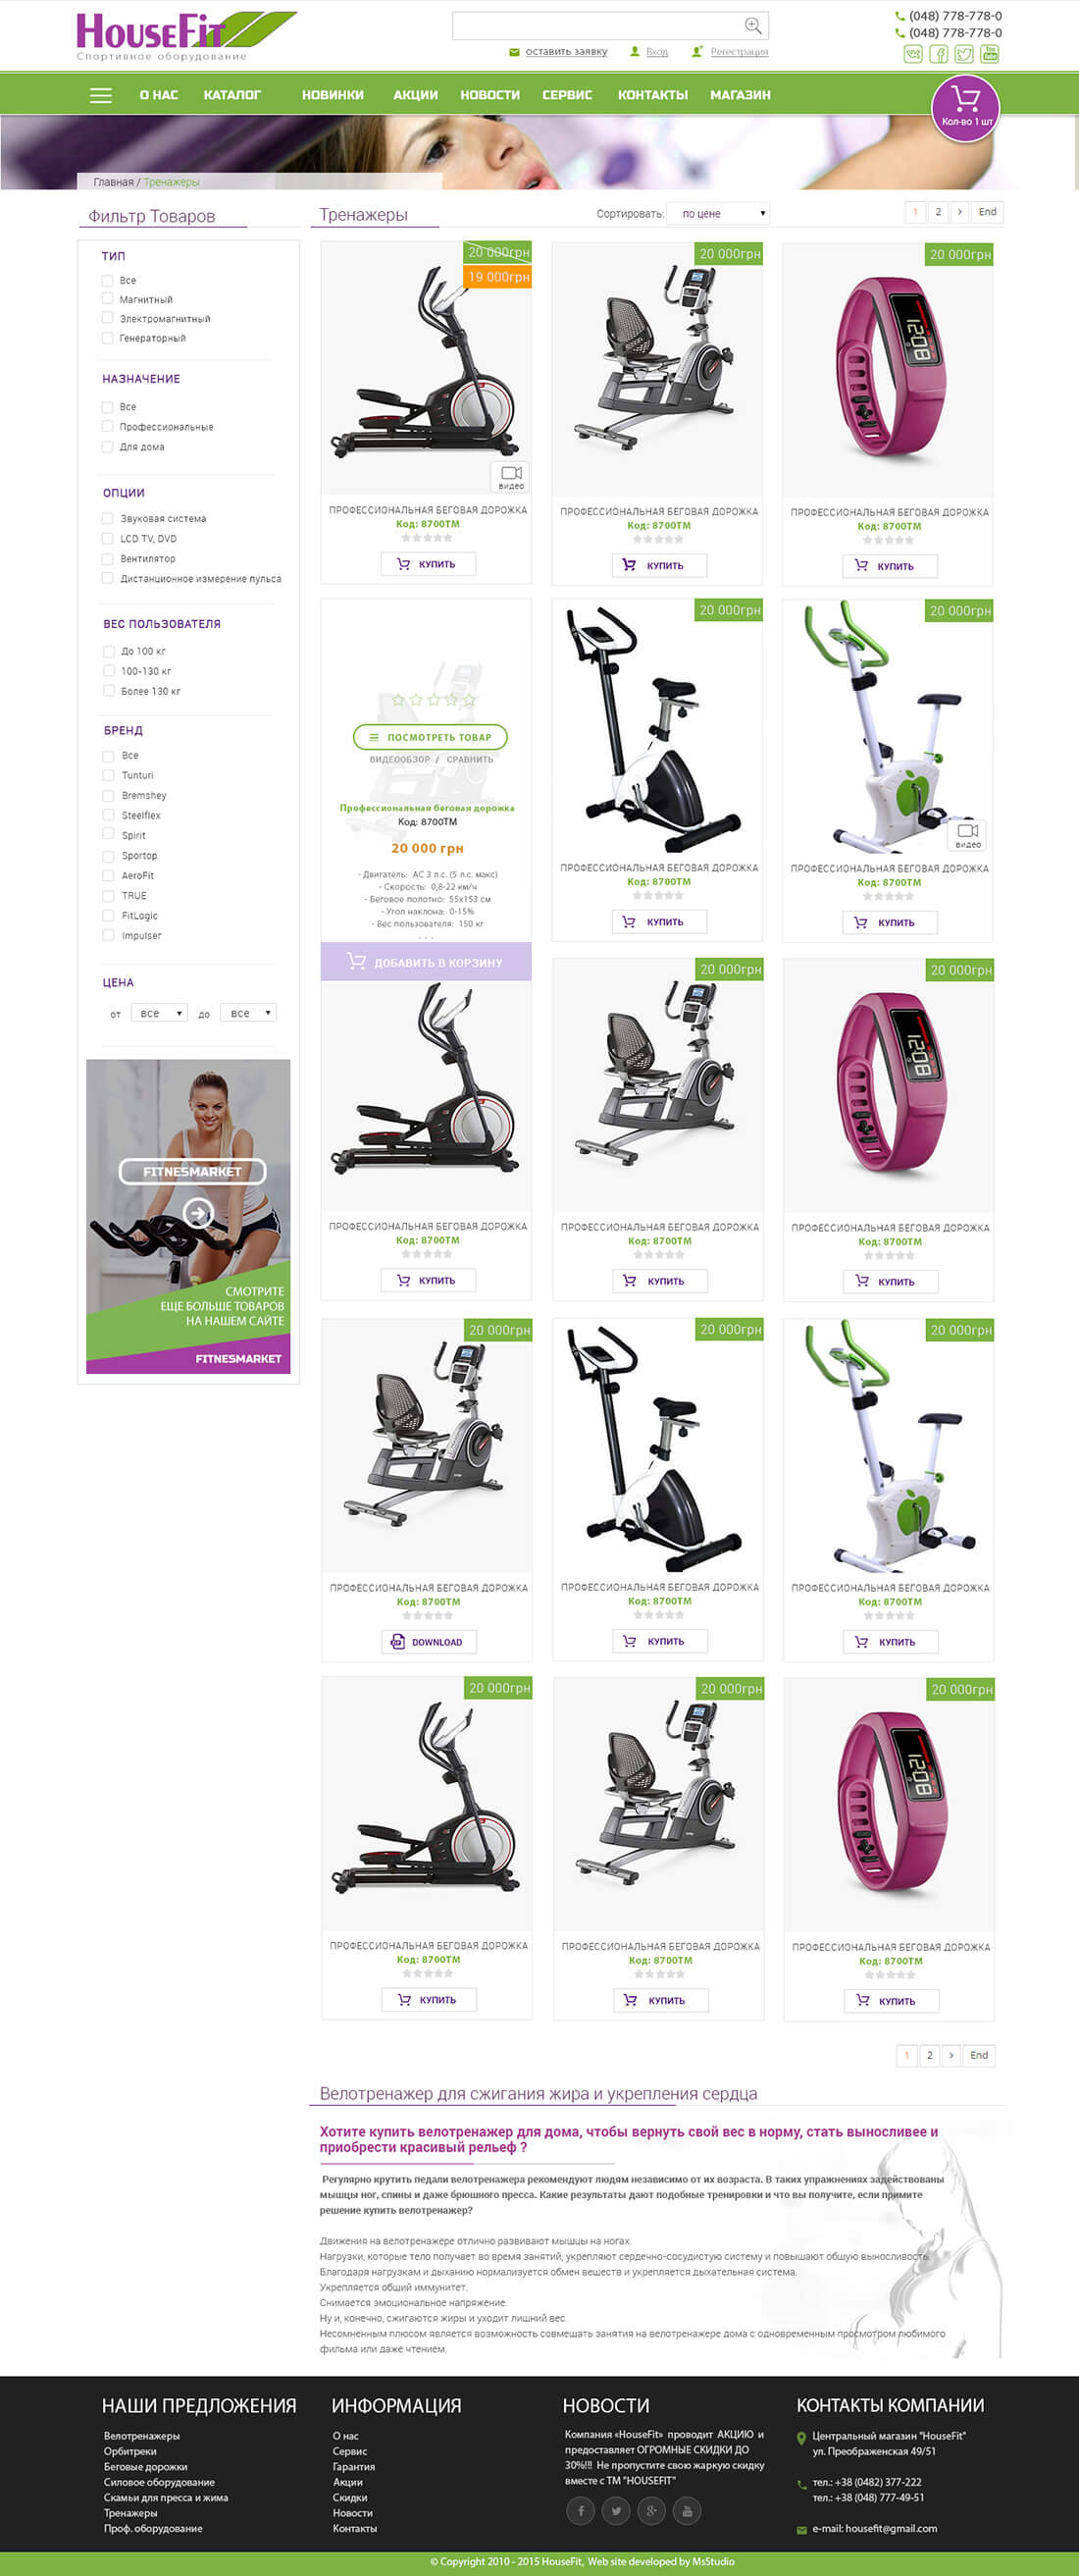 HouseFit
Спортивное оборудование
оставить заявку Вход Регестрация
(048) 778-778-0
(048) 778-778-0
О НАС КАТАЛОГ НОВИНКИ АКЦИИ НОВОСТИ СЕРВИС КОНТАКТЫ МАГАЗИН
Кол-во 1 шт
Главная / Тренажеры
Фильтр Товаров
ТИП
Все
Магнитный
Электромагнитный
Генераторный
НАЗНАЧЕНИЕ
Все
Профессиональные
Для дома
ОПЦИИ
Звуковая система
LCD TV, DVD
Вентилятор
Дистанционное измерение пульса
ВЕС ПОЛЬЗОВАТЕЛЯ
До 100 кг
100-130 кг
Более 130 кг
БРЕНД
Все
Tunturi
Bremshey
Steelflex
Spirit
Sportop
AeroFit
TRUE
FitLogic
Impulser
ЦЕНА
от все до все
FITNESMARKET
СМОТРИТЕ
ЕЩЕ БОЛЬШЕ ТОВАРОВ
НА НАШЕМ САЙТЕ
FITNESMARKET
Тренажеры
Сортировать: по цене
1 2 > End
20 000грн
19 000грн
видео
ПРОФЕССИОНАЛЬНАЯ БЕГОВАЯ ДОРОЖКА
Код: 8700TM
КУПИТЬ
20 000грн
ПРОФЕССИОНАЛЬНАЯ БЕГОВАЯ ДОРОЖКА
Код: 8700TM
КУПИТЬ
20 000грн
8:021
ПРОФЕССИОНАЛЬНАЯ БЕГОВАЯ ДОРОЖКА
Код: 8700TM
КУПИТЬ
ПОСМОТРЕТЬ ТОВАР
ВИДЕООБЗОР / СРАВНИТЬ
Профессиональная беговая дорожка
Код: 8700TM
20 000 грн
- Двигатель: AC 3 л.с. (5 л.с. макс)
- Скорость: 0,8-22 км/ч
- Беговое полотно: 55x153 см
- Угол наклона: 0-15%
- Вес пользователя: 150 кг
- - -
ДОБАВИТЬ В КОРЗИНУ
20 000грн
ПРОФЕССИОНАЛЬНАЯ БЕГОВАЯ ДОРОЖКА
Код: 8700TM
КУПИТЬ
20 000грн
видео
ПРОФЕССИОНАЛЬНАЯ БЕГОВАЯ ДОРОЖКА
Код: 8700TM
КУПИТЬ
ПРОФЕССИОНАЛЬНАЯ БЕГОВАЯ ДОРОЖКА
Код: 8700TM
КУПИТЬ
20 000грн
ПРОФЕССИОНАЛЬНАЯ БЕГОВАЯ ДОРОЖКА
Код: 8700TM
КУПИТЬ
20 000грн
8:021
ПРОФЕССИОНАЛЬНАЯ БЕГОВАЯ ДОРОЖКА
Код: 8700TM
КУПИТЬ
20 000грн
ПРОФЕССИОНАЛЬНАЯ БЕГОВАЯ ДОРОЖКА
Код: 8700TM
DOWNLOAD
20 000грн
ПРОФЕССИОНАЛЬНАЯ БЕГОВАЯ ДОРОЖКА
Код: 8700TM
КУПИТЬ
20 000грн
ПРОФЕССИОНАЛЬНАЯ БЕГОВАЯ ДОРОЖКА
Код: 8700TM
КУПИТЬ
20 000грн
ПРОФЕССИОНАЛЬНАЯ БЕГОВАЯ ДОРОЖКА
Код: 8700TM
КУПИТЬ
20 000грн
ПРОФЕССИОНАЛЬНАЯ БЕГОВАЯ ДОРОЖКА
Код: 8700TM
КУПИТЬ
20 000грн
8:021
ПРОФЕССИОНАЛЬНАЯ БЕГОВАЯ ДОРОЖКА
Код: 8700TM
КУПИТЬ
1 2 > End
Велотренажер для сжигания жира и укрепления сердца
Хотите купить велотренажер для дома, чтобы вернуть свой вес в норму, стать выносливее и
приобрести красивый рельеф ?
Регулярно крутить педали велотренажера рекомендуют людям независимо от их возраста. В таких упражнениях задействованы
мышцы ног, спины и даже брюшного пресса. Какие результаты дают подобные тренировки и что вы получите, если примите
решение купить велотренажер?
Движения на велотренажере отлично развивают мышцы на ногах.
Нагрузки, которые тело получает во время занятий, укрепляют сердечно-сосудистую систему и повышают общую выносливость.
Благодаря нагрузкам и дыханию нормализуется обмен веществ и укрепляется дыхательная система.
Укрепляется общий иммунитет.
Снимается эмоциональное напряжение.
Ну и, конечно, сжигаются жиры и уходит лишний вес.
Несомненным плюсом является возможность совмещать занятия на велотренажере дома с одновременным просмотром любимого
фильма или даже чтением.
НАШИ ПРЕДЛОЖЕНИЯ
Велотренажеры
Орбитреки
Беговые дорожки
Силовое оборудование
Скамьи для пресса и жима
Тренажеры
Проф. оборудование
ИНФОРМАЦИЯ
О нас
Сервис
Гарантия
Акции
Скидки
Новости
Контакты
НОВОСТИ
Компания «HouseFit» проводит АКЦИЮ и
предоставляет ОГРОМНЫЕ СКИДКИ ДО
30%!!! Не пропустите свою жаркую скидку
вместе с ТМ "HOUSEFIT"
КОНТАКТЫ КОМПАНИИ
Центральный магазин "HouseFit"
ул. Преображенская 49/51
тел.: +38 (0482) 377-222
тел.: +38 (048) 777-49-51
e-mail: housefit@gmail.com
© Copyright 2010 - 2015 HouseFit, Web site developed by MsStudio